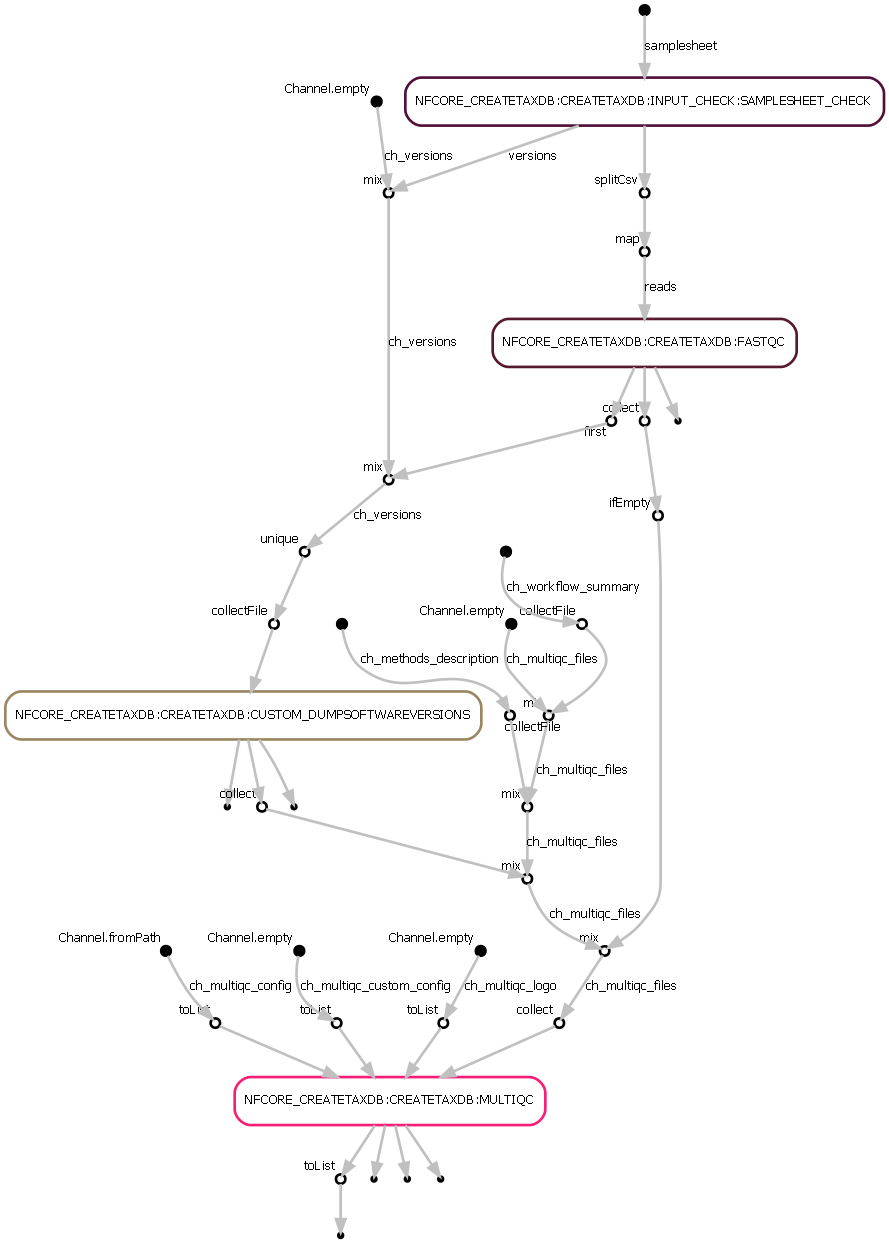 samplesheet
Channel.empty
NFCORE_CREATETAXDB:CREATETAXDB:INPUT_CHECK:SAMPLESHEET_CHECK
ch_versions
versions
mix
splitCsv
map
reads
ch_versions
NFCORE_CREATETAXDB:CREATETAXDB:FASTQC
collect
first
mix
ifEmpty
ch_versions
unique
ch_workflow_summary
collectFile
Channel.empty
collectFile
ch_methods_description
ch_multiqc_files
mix
NFCORE_CREATETAXDB:CREATETAXDB:CUSTOM_DUMPSOFTWAREVERSIONS
collectFile
ch_multiqc_files
collect
mix
ch_multiqc_files
mix
ch_multiqc_files
Channel.fromPath
Channel.empty
Channel.empty
mix
ch_multiqc_config
ch_multiqc_custom_config
ch_multiqc_logo
ch_multiqc_files
toList
toList
toList
collect
NFCORE_CREATETAXDB:CREATETAXDB:MULTIQC
toList